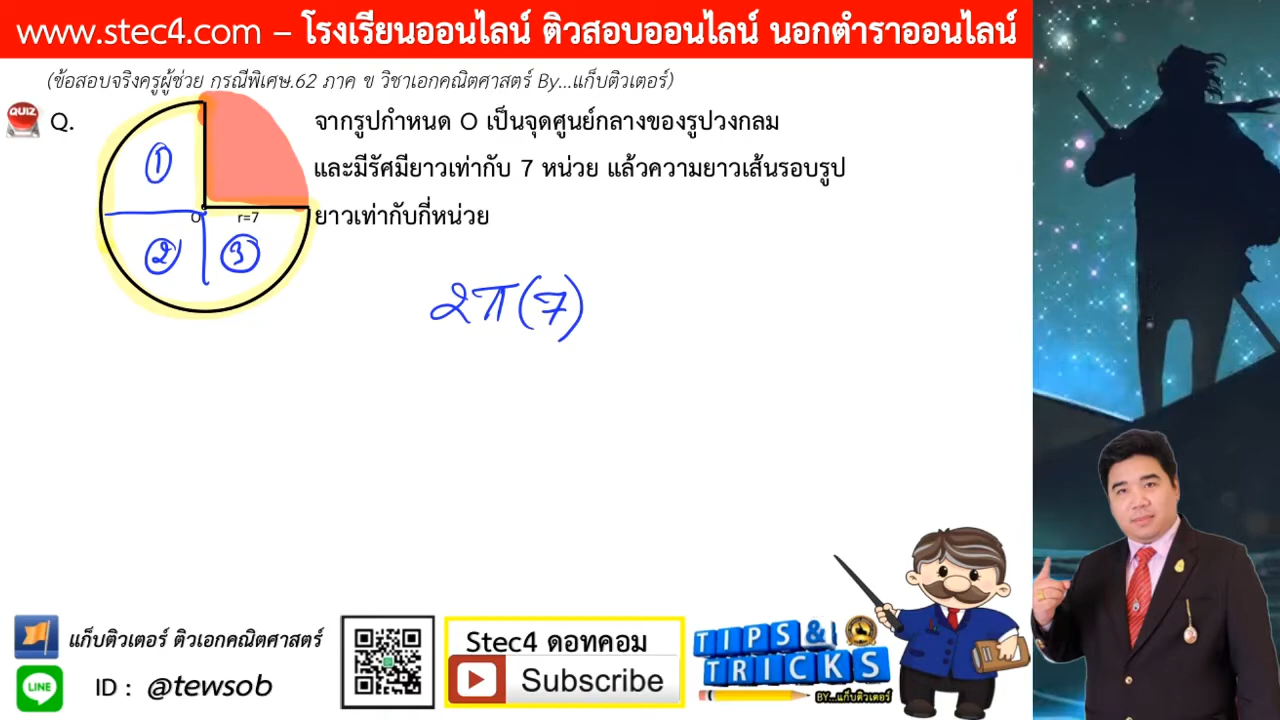 www.stec4.com – โรงเรียนออนไลน์ ติวสอบออนไลน์ นอกตำราออนไลน์
(ข้อสอบจริงครูผู้ช่วย กรณีพิเศษ.62 ภาค ข วิชาเอกคณิตศาสตร์ By...แก็บติวเตอร์)
QUIZ
Q.
จากรูปกำหนด O เป็นจุดศูนย์กลางของรูปวงกลม
และมีรัศมียาวเท่ากับ 7 หน่วย แล้วความยาวเส้นรอบรูป
ยาวเท่ากับกี่หน่วย
1
O r=7
2 3
2π(7)
แก็บติวเตอร์ ติวเอกคณิตศาสตร์
LINE ID : @tewsob
Stec4 ดอทคอม
Subscribe
TIPS &
TRICKS
BY...แก็บติวเตอร์